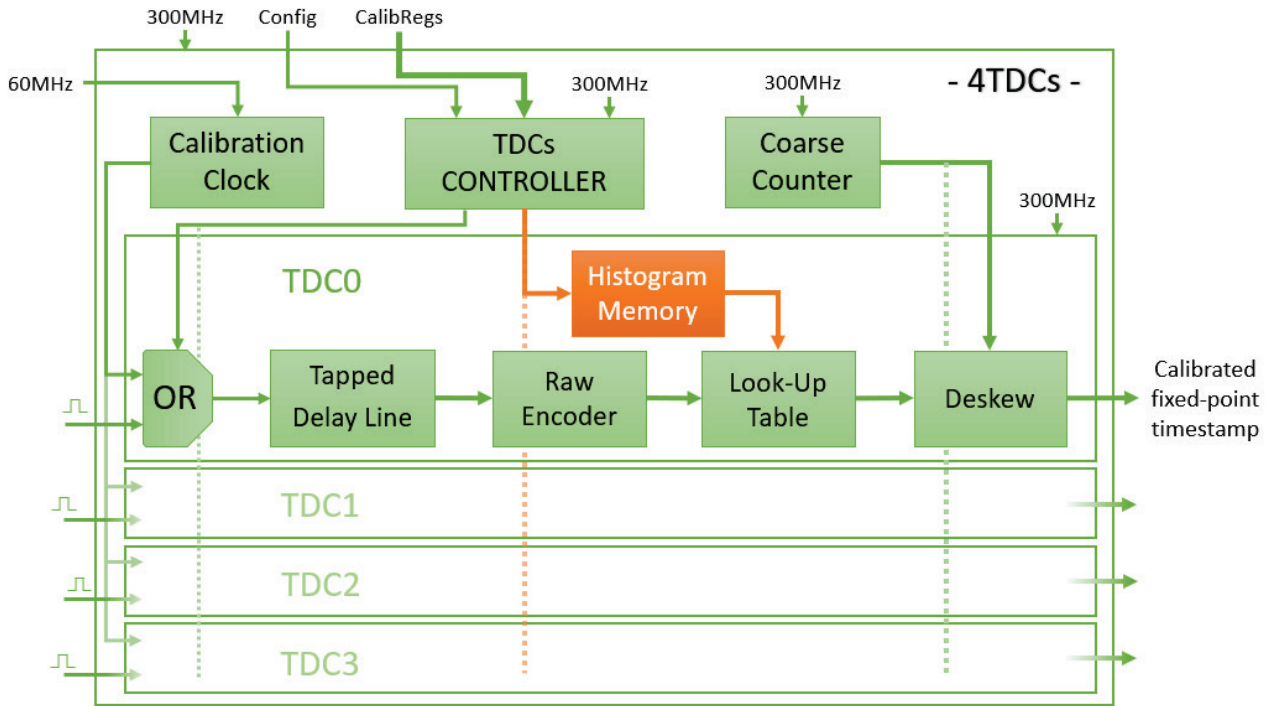 300MHz
Config
CalibRegs
60MHz
300MHz
300MHz
- 4TDCs -
Calibration
Clock
TDCs
CONTROLLER
Coarse
Counter
300MHz
TDC0
Histogram
Memory
OR
Tapped
Delay Line
Raw
Encoder
Look-Up
Table
Deskew
Calibrated
fixed-point
timestamp
TDC1
TDC2
TDC3